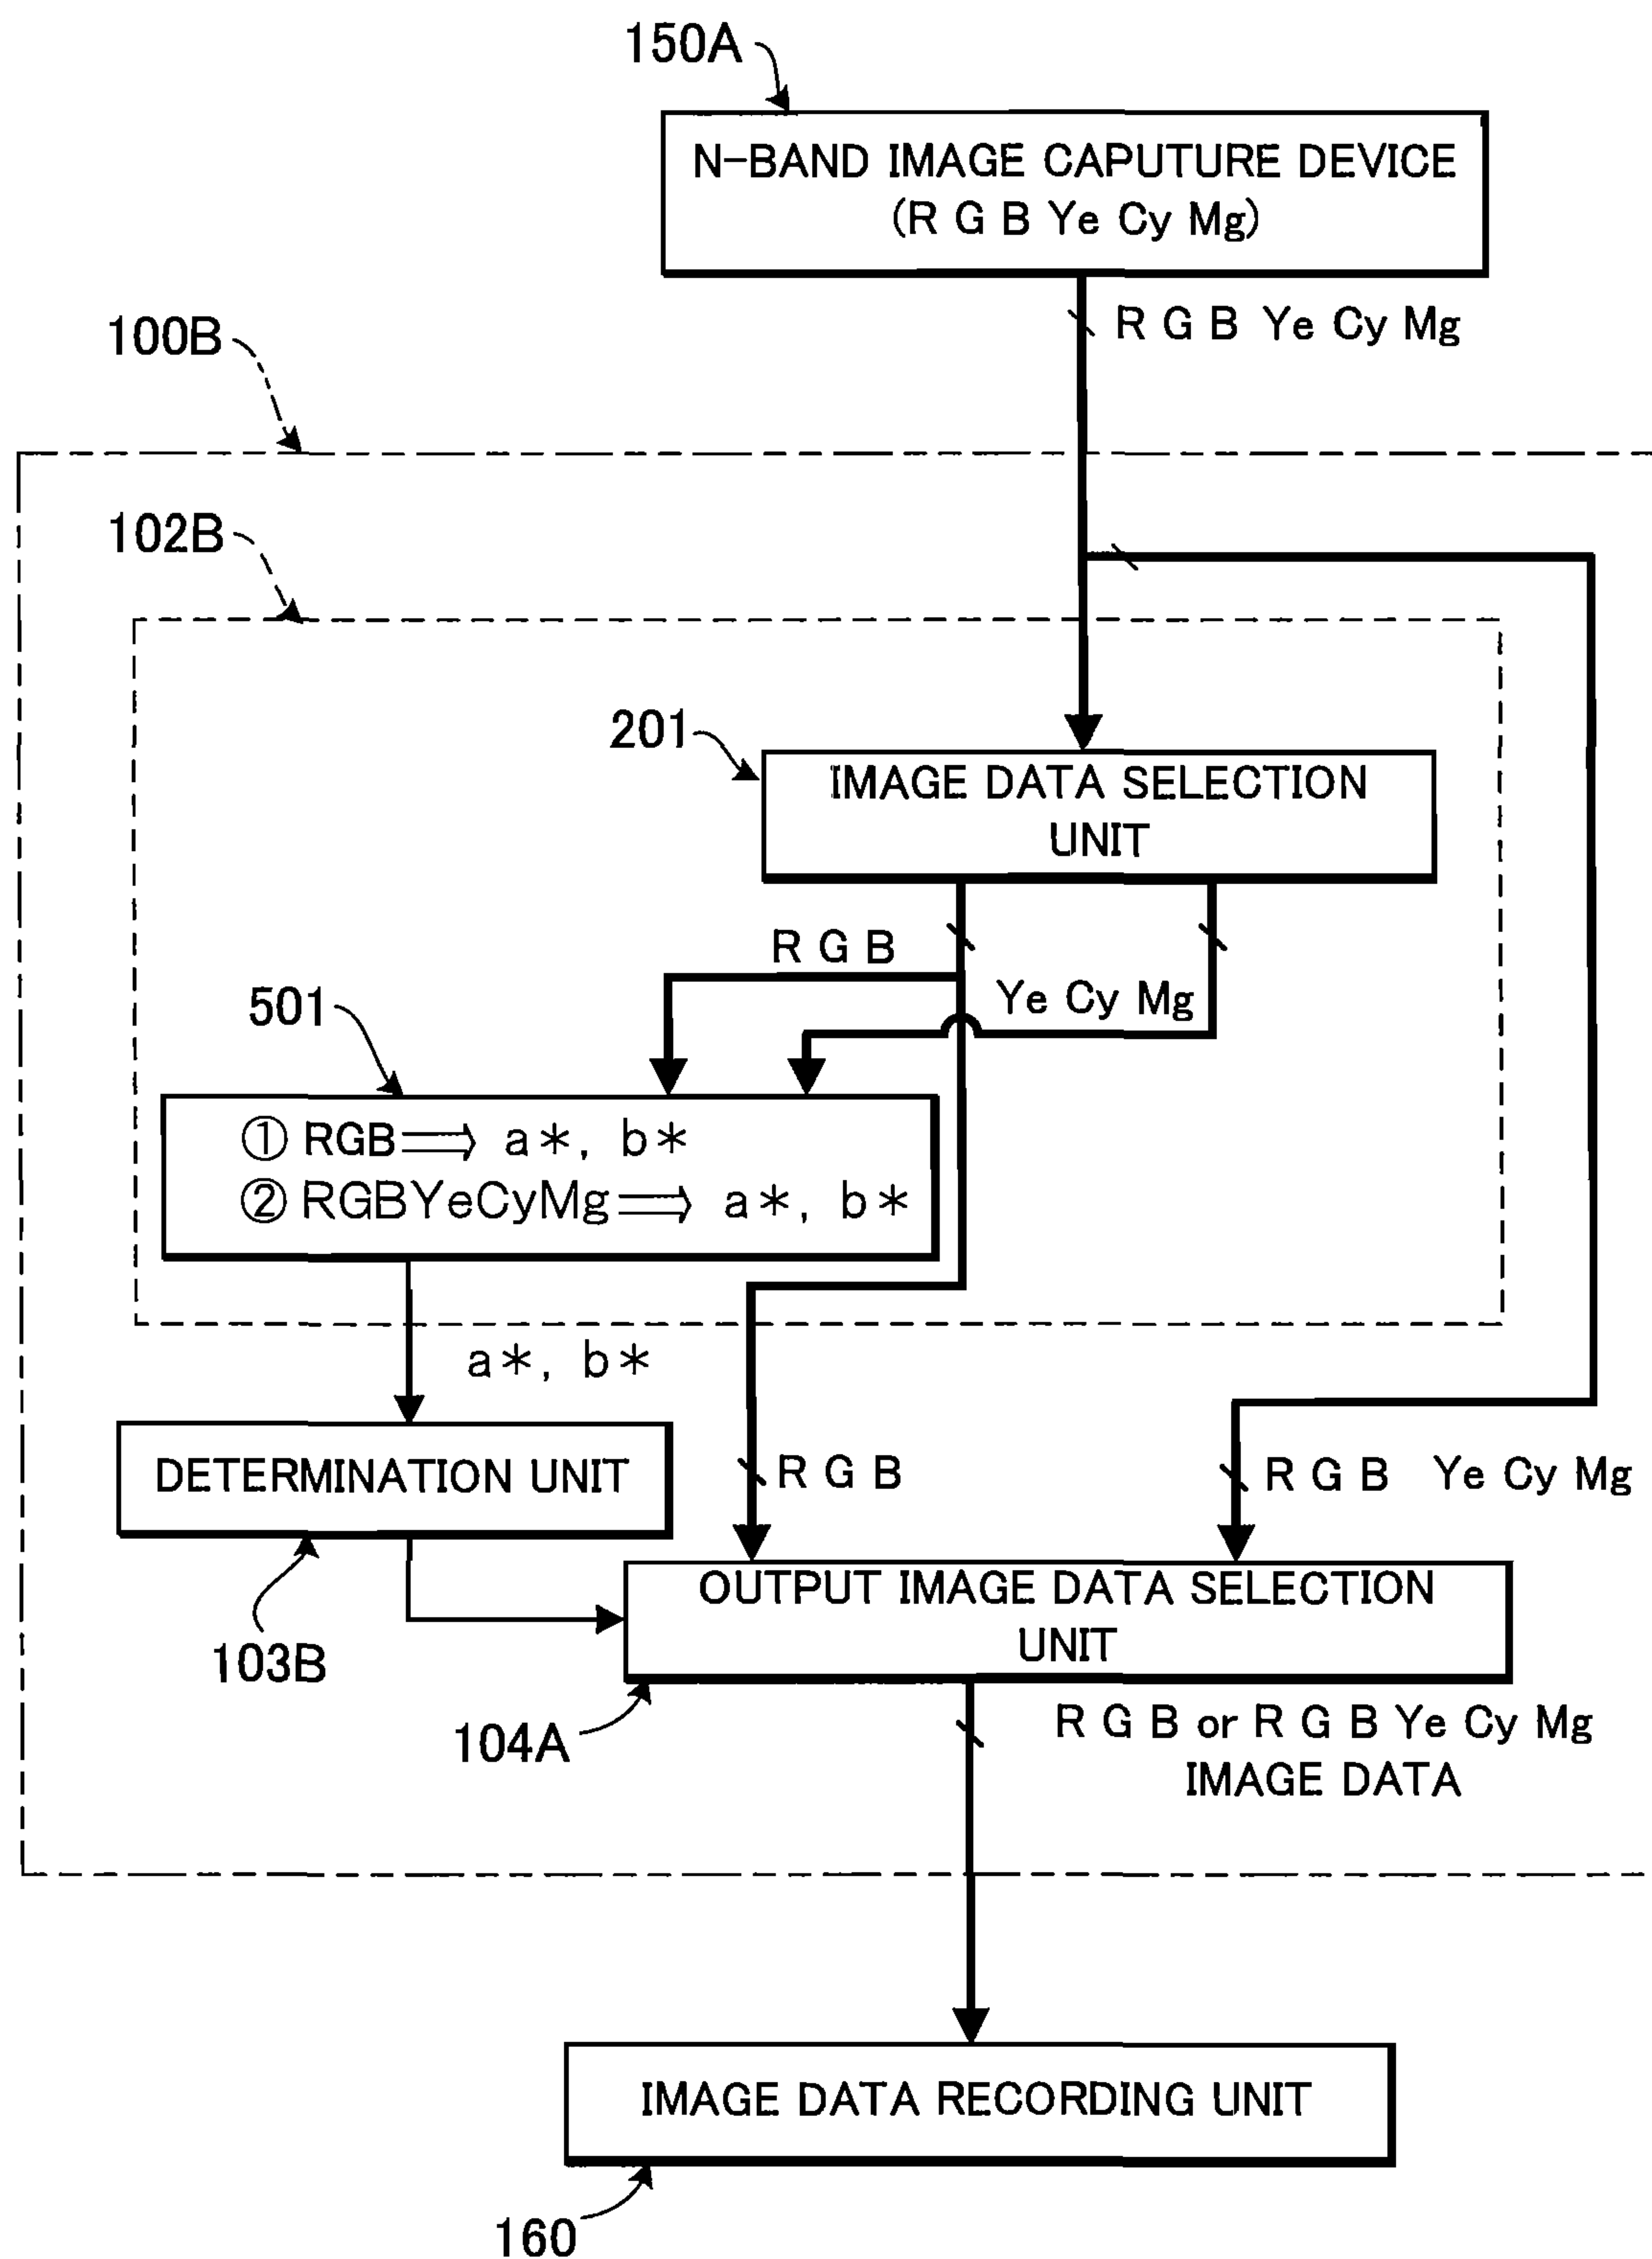 150A
N-BAND IMAGE CAPUTURE DEVICE
(R G B Ye Cy Mg)
R G B Ye Cy Mg
100B
102B
201
IMAGE DATA SELECTION
UNIT
R G B
Ye Cy Mg
501
① RGB⟹ a*, b*
② RGBYeCyMg⟹ a*, b*
a*, b*
DETERMINATION UNIT
R G B
R G B Ye Cy Mg
OUTPUT IMAGE DATA SELECTION
UNIT
103B
104A
R G B or R G B Ye Cy Mg
IMAGE DATA
IMAGE DATA RECORDING UNIT
160